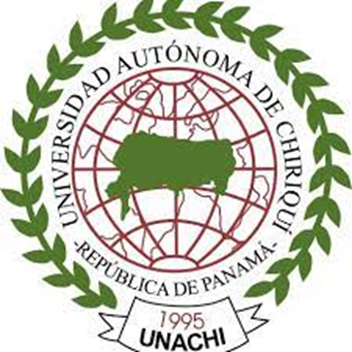 UNIVERSIDAD AUTÓNOMA DE CHIRIQUÍ
-REPÚBLICA DE PANAMÁ-
1995
UNACHI